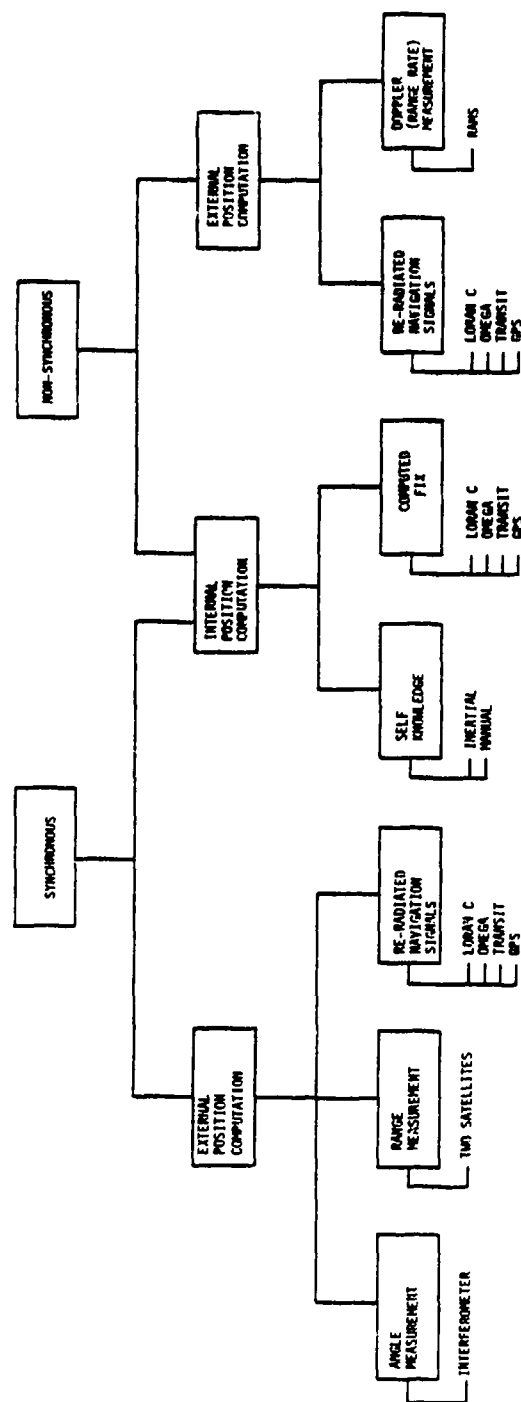 SYNCHRONOUS
NON-SYNCHRONOUS
EXTERNAL
POSITION
COMPUTATION
INTERNAL
POSITION
COMPUTATION
EXTERNAL
POSITION
COMPUTATION
ANGLE
MEASUREMENT
INTERFEROMETER
RANGE
MEASUREMENT
TWO SATELLITES
RE-RADIATED
NAVIGATION
SIGNALS
LORAN C
OMEGA
TRANSIT
GPS
SELF
KNOWLEDGE
INERTIAL
MANUAL
COMPUTED
FIX
LORAN C
OMEGA
TRANSIT
GPS
RE-RADIATED
NAVIGATION
SIGNALS
LORAN C
OMEGA
TRANSIT
GPS
DOPPLER
(RANGE RATE)
MEASUREMENT
RAMS